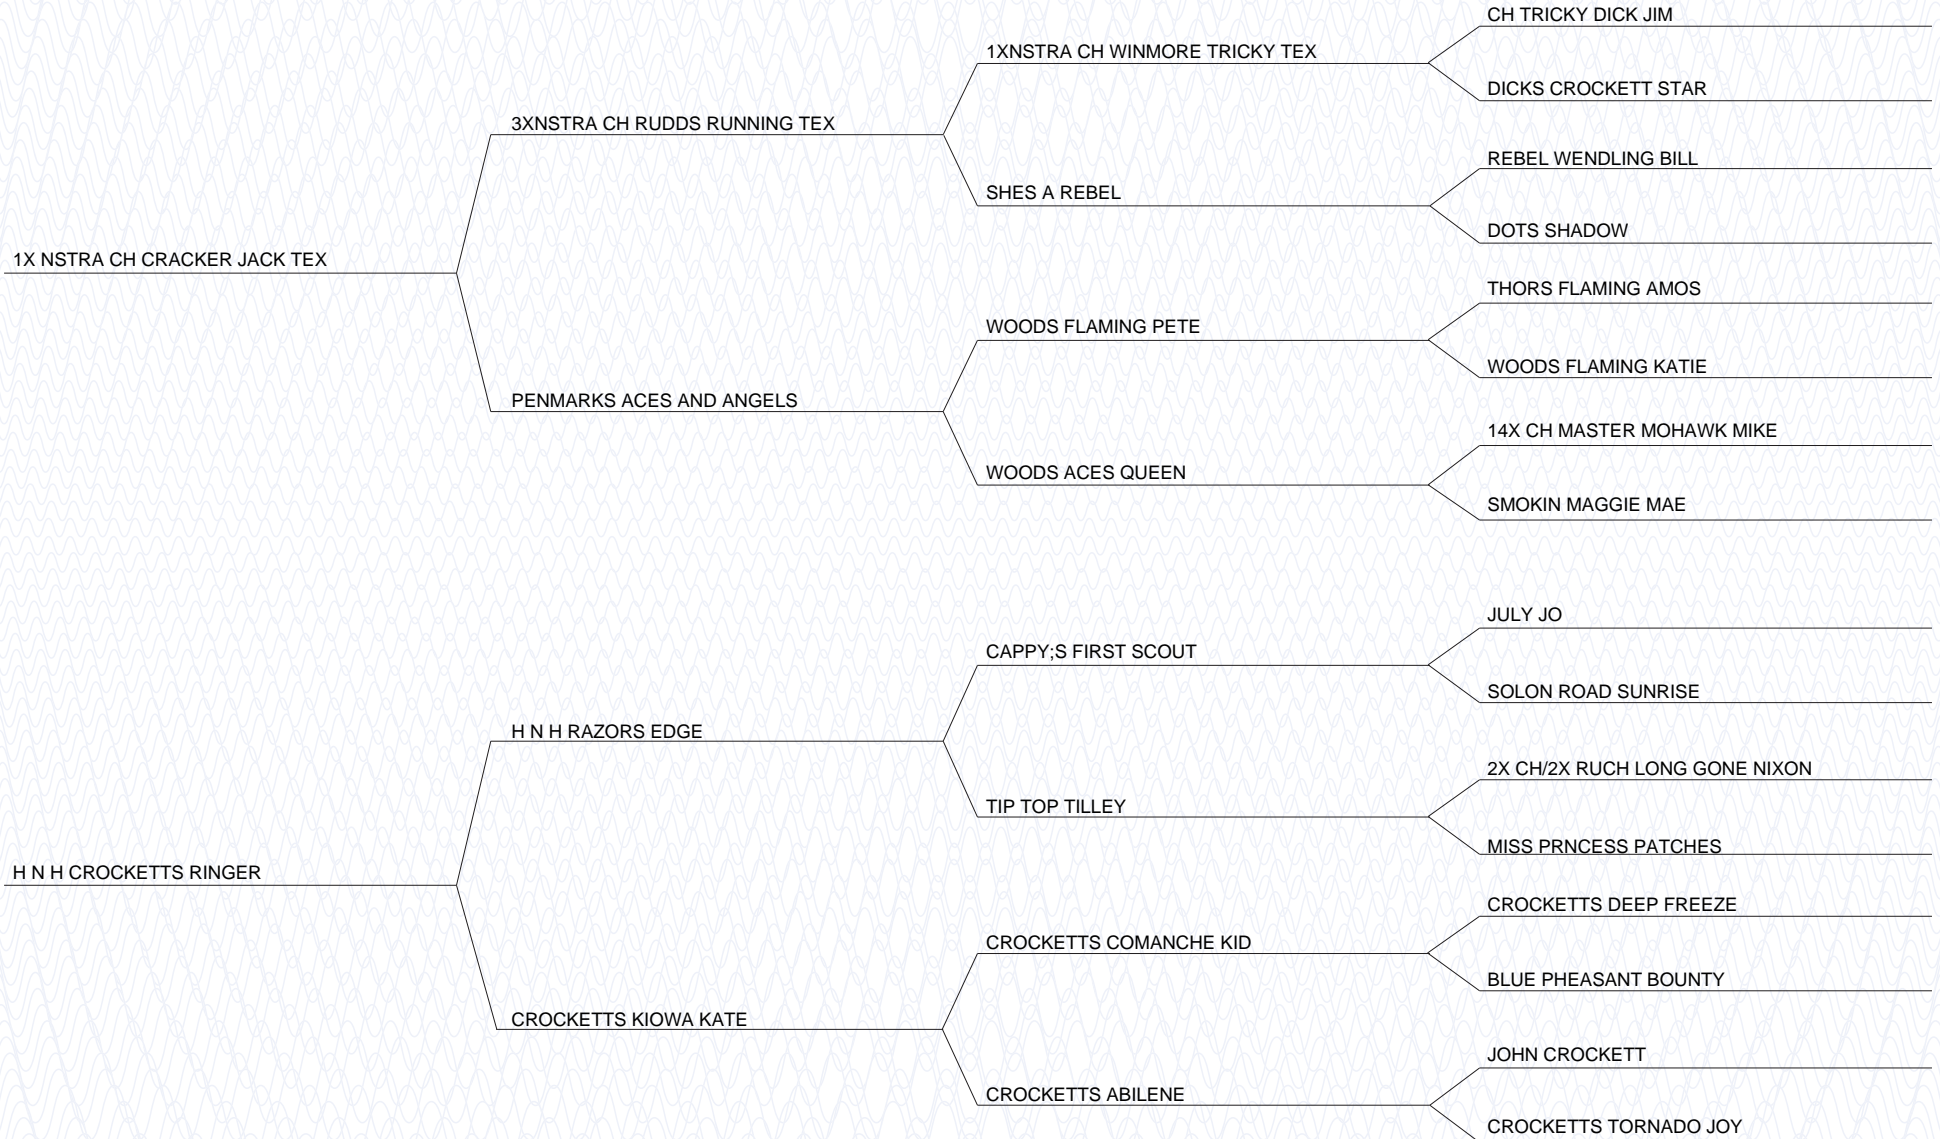 CH TRICKY DICK JIM
1XNSTRA CH WINMORE TRICKY TEX
DICKS CROCKETT STAR
3XNSTRA CH RUDDS RUNNING TEX
REBEL WENDLING BILL
SHES A REBEL
DOTS SHADOW
1X NSTRA CH CRACKER JACK TEX
THORS FLAMING AMOS
WOODS FLAMING PETE
WOODS FLAMING KATIE
PENMARKS ACES AND ANGELS
14X CH MASTER MOHAWK MIKE
WOODS ACES QUEEN
SMOKIN MAGGIE MAE
JULY JO
CAPPY;S FIRST SCOUT
SOLON ROAD SUNRISE
H N H RAZORS EDGE
2X CH/2X RUCH LONG GONE NIXON
TIP TOP TILLEY
MISS PRNCESS PATCHES
H N H CROCKETTS RINGER
CROCKETTS DEEP FREEZE
CROCKETTS COMANCHE KID
BLUE PHEASANT BOUNTY
CROCKETTS KIOWA KATE
JOHN CROCKETT
CROCKETTS ABILENE
CROCKETTS TORNADO JOY